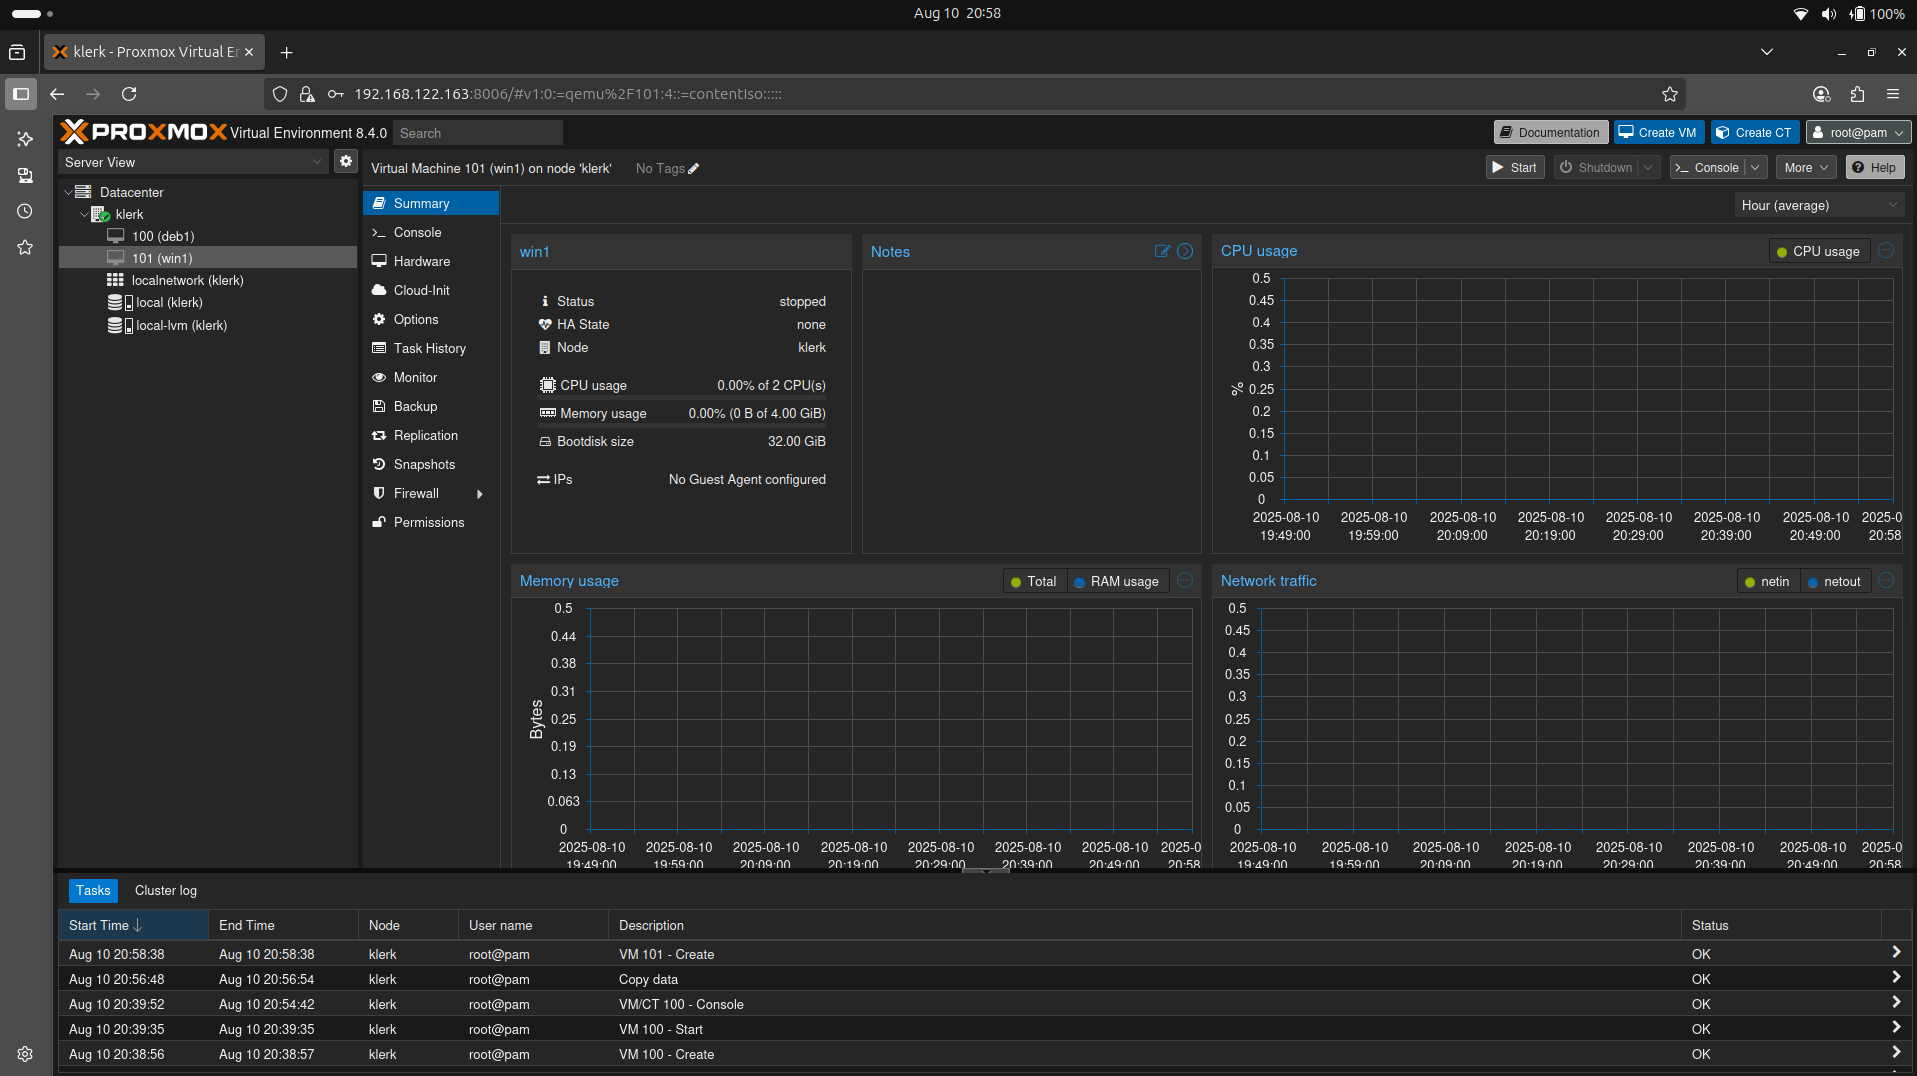 Aug 10 20:58
100%
klerk - Proxmox Virtual En
192.168.122.163:8006/#v1:0:=qemu%2F101:4::=contentIso:::::
PROXMOX Virtual Environment 8.4.0
Search
Documentation
Create VM
Create CT
root@pam
Server View
Virtual Machine 101 (win1) on node 'klerk'
No Tags
Start
Shutdown
Console
More
Help
Datacenter
klerk
100 (deb1)
101 (win1)
localnetwork (klerk)
local (klerk)
local-lvm (klerk)
Summary
Console
Hardware
Cloud-Init
Options
Task History
Monitor
Backup
Replication
Snapshots
Firewall
Permissions
Hour (average)
win1
Status stopped
HA State none
Node klerk
CPU usage 0.00% of 2 CPU(s)
Memory usage 0.00% (0 B of 4.00 GiB)
Bootdisk size 32.00 GiB
IPs No Guest Agent configured
Notes
CPU usage
CPU usage
0.5
0.45
0.4
0.35
0.3
% 0.25
0.2
0.15
0.1
0.05
0
2025-08-10 2025-08-10 2025-08-10 2025-08-10 2025-08-10 2025-08-10 2025-08-10 2025-0
19:49:00 19:59:00 20:09:00 20:19:00 20:29:00 20:39:00 20:49:00 20:58
Memory usage
Total RAM usage
0.5
0.44
0.38
0.31
Bytes 0.25
0.19
0.13
0.063
0
2025-08-10 2025-08-10 2025-08-10 2025-08-10 2025-08-10 2025-08-10 2025-08-10 2025-0
19:49:00 19:59:00 20:09:00 20:19:00 20:29:00 20:39:00 20:49:00 20:58
Network traffic
netin netout
0.5
0.45
0.4
0.35
0.3
0.25
0.2
0.15
0.1
0.05
0
2025-08-10 2025-08-10 2025-08-10 2025-08-10 2025-08-10 2025-08-10 2025-08-10 2025-0
19:49:00 19:59:00 20:09:00 20:19:00 20:29:00 20:39:00 20:49:00 20:58
Tasks Cluster log
Start Time End Time Node User name Description Status
Aug 10 20:58:38 Aug 10 20:58:38 klerk root@pam VM 101 - Create OK
Aug 10 20:56:48 Aug 10 20:56:54 klerk root@pam Copy data OK
Aug 10 20:39:52 Aug 10 20:54:42 klerk root@pam VM/CT 100 - Console OK
Aug 10 20:39:35 Aug 10 20:39:35 klerk root@pam VM 100 - Start OK
Aug 10 20:38:56 Aug 10 20:38:57 klerk root@pam VM 100 - Create OK